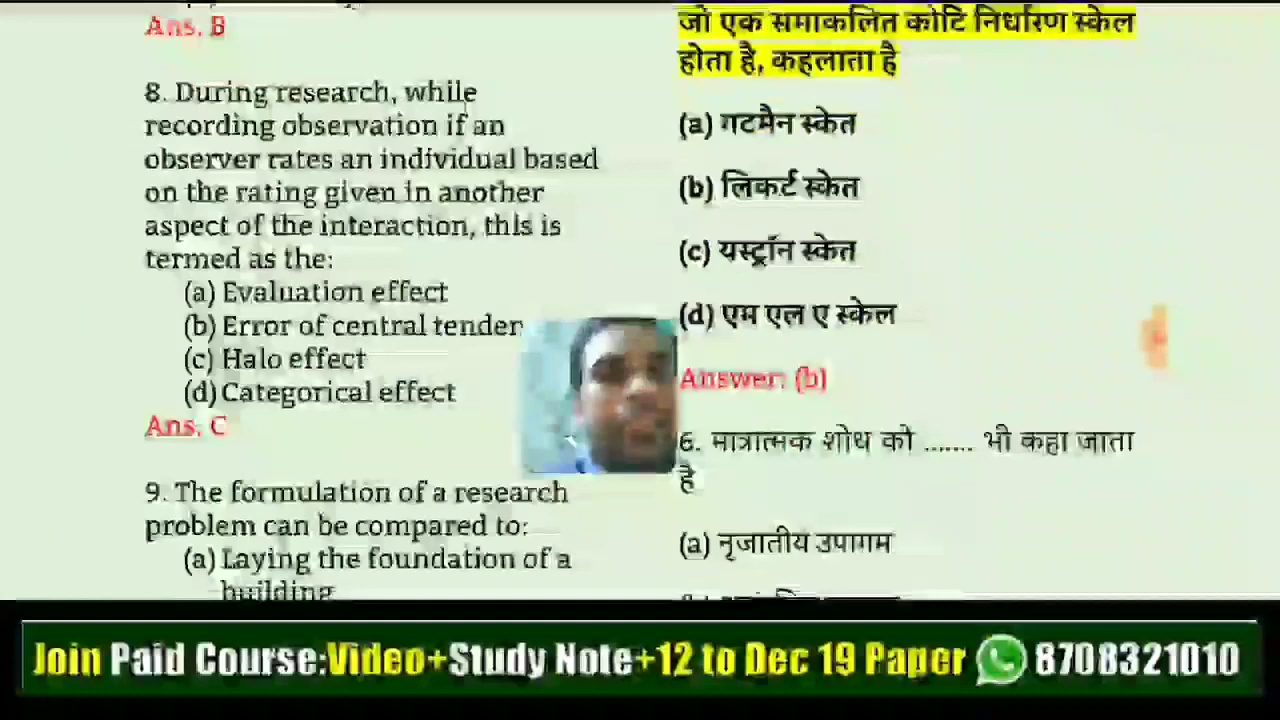 Ans. B
8. During research, while
recording observation if an
observer rates an individual based
on the rating given in another
aspect of the interaction, this is
termed as the:
(a) Evaluation effect
(b) Error of central tender
(c) Halo effect
(d) Categorical effect
Ans. C
9. The formulation of a research
problem can be compared to:
(a) Laying the foundation of a
building
जो एक समाकलित कोटि निर्धारण स्केल
होता है, कहलाता है
(a) गटमैन स्केत
(b) लिकर्ट स्केत
(c) यस्ट्रॉन स्केत
(d) एम एल ए स्केल
Answer: (b)
6. मात्रात्मक शोध को ....... भी कहा जाता
है
(a) नृजातीय उपागम
Join Paid Course:Video+Study Note+12 to Dec 19 Paper 8708321010